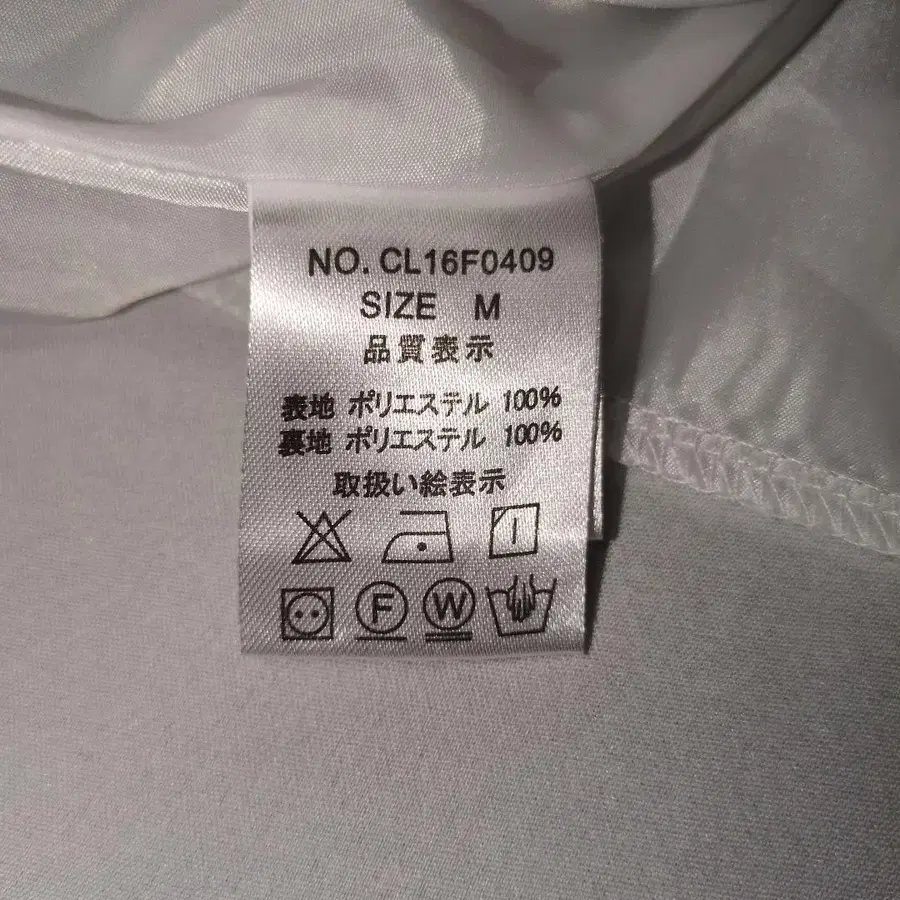 NO. CL16F0409
SIZE M
品質表示
表地 ポリエステル 100%
裏地 ポリエステル 100%
取扱い絵表示
F W